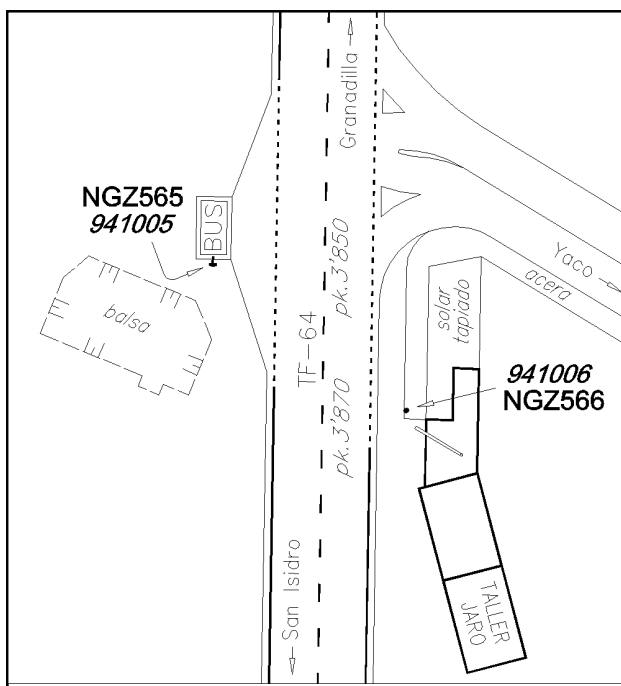 Granadilla
NGZ565
941005
BUS
balsa
TF-64
pk.3'850
pk.3'870
Yaco
acera
solar
tapiado
941006
NGZ566
San Isidro
TALLER
JARO